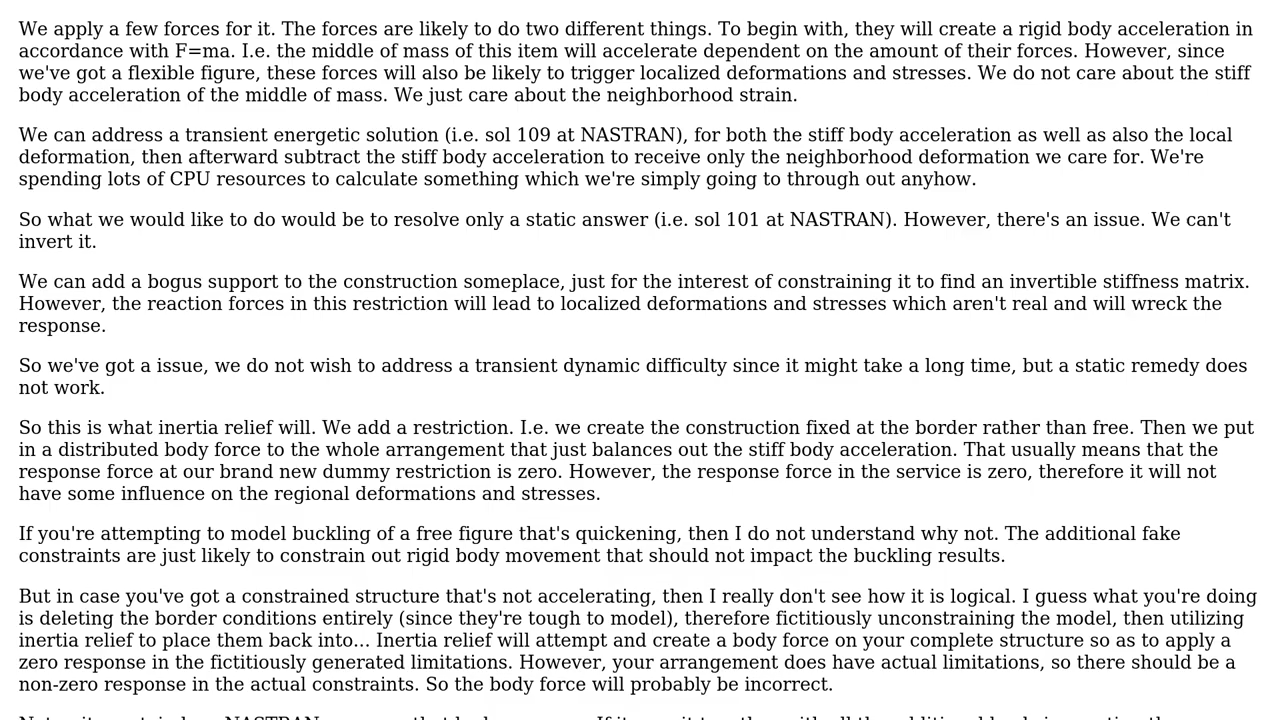 We apply a few forces for it. The forces are likely to do two different things. To begin with, they will create a rigid body acceleration in
accordance with F=ma. I.e. the middle of mass of this item will accelerate dependent on the amount of their forces. However, since
we've got a flexible figure, these forces will also be likely to trigger localized deformations and stresses. We do not care about the stiff
body acceleration of the middle of mass. We just care about the neighborhood strain.
We can address a transient energetic solution (i.e. sol 109 at NASTRAN), for both the stiff body acceleration as well as also the local
deformation, then afterward subtract the stiff body acceleration to receive only the neighborhood deformation we care for. We're
spending lots of CPU resources to calculate something which we're simply going to through out anyhow.
So what we would like to do would be to resolve only a static answer (i.e. sol 101 at NASTRAN). However, there's an issue. We can't
invert it.
We can add a bogus support to the construction someplace, just for the interest of constraining it to find an invertible stiffness matrix.
However, the reaction forces in this restriction will lead to localized deformations and stresses which aren't real and will wreck the
response.
So we've got a issue, we do not wish to address a transient dynamic difficulty since it might take a long time, but a static remedy does
not work.
So this is what inertia relief will. We add a restriction. I.e. we create the construction fixed at the border rather than free. Then we put
in a distributed body force to the whole arrangement that just balances out the stiff body acceleration. That usually means that the
response force at our brand new dummy restriction is zero. However, the response force in the service is zero, therefore it will not
have some influence on the regional deformations and stresses.
If you're attempting to model buckling of a free figure that's quickening, then I do not understand why not. The additional fake
constraints are just likely to constrain out rigid body movement that should not impact the buckling results.
But in case you've got a constrained structure that's not accelerating, then I really don't see how it is logical. I guess what you're doing
is deleting the border conditions entirely (since they're tough to model), therefore fictitiously unconstraining the model, then utilizing
inertia relief to place them back into... Inertia relief will attempt and create a body force on your complete structure so as to apply a
zero response in the fictitiously generated limitations. However, your arrangement does have actual limitations, so there should be a
non-zero response in the actual constraints. So the body force will probably be incorrect.